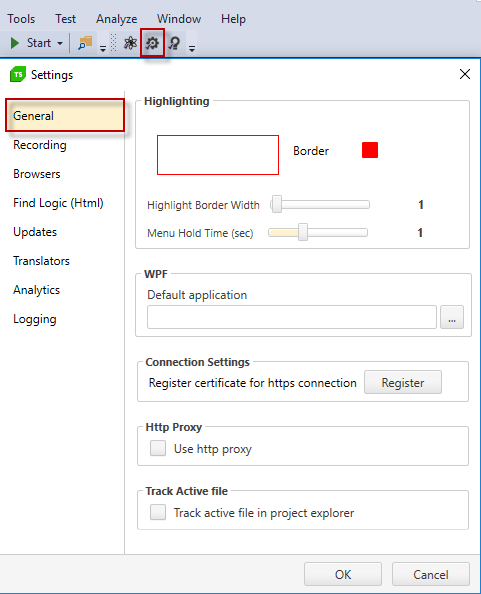 Tools Test Analyze Window Help
Start
TS Settings
General
Recording
Browsers
Find Logic (Html)
Updates
Translators
Analytics
Logging
Highlighting
Border
Highlight Border Width 1
Menu Hold Time (sec) 1
WPF
Default application
...
Connection Settings
Register certificate for https connection Register
Http Proxy
Use http proxy
Track Active file
Track active file in project explorer
OK Cancel